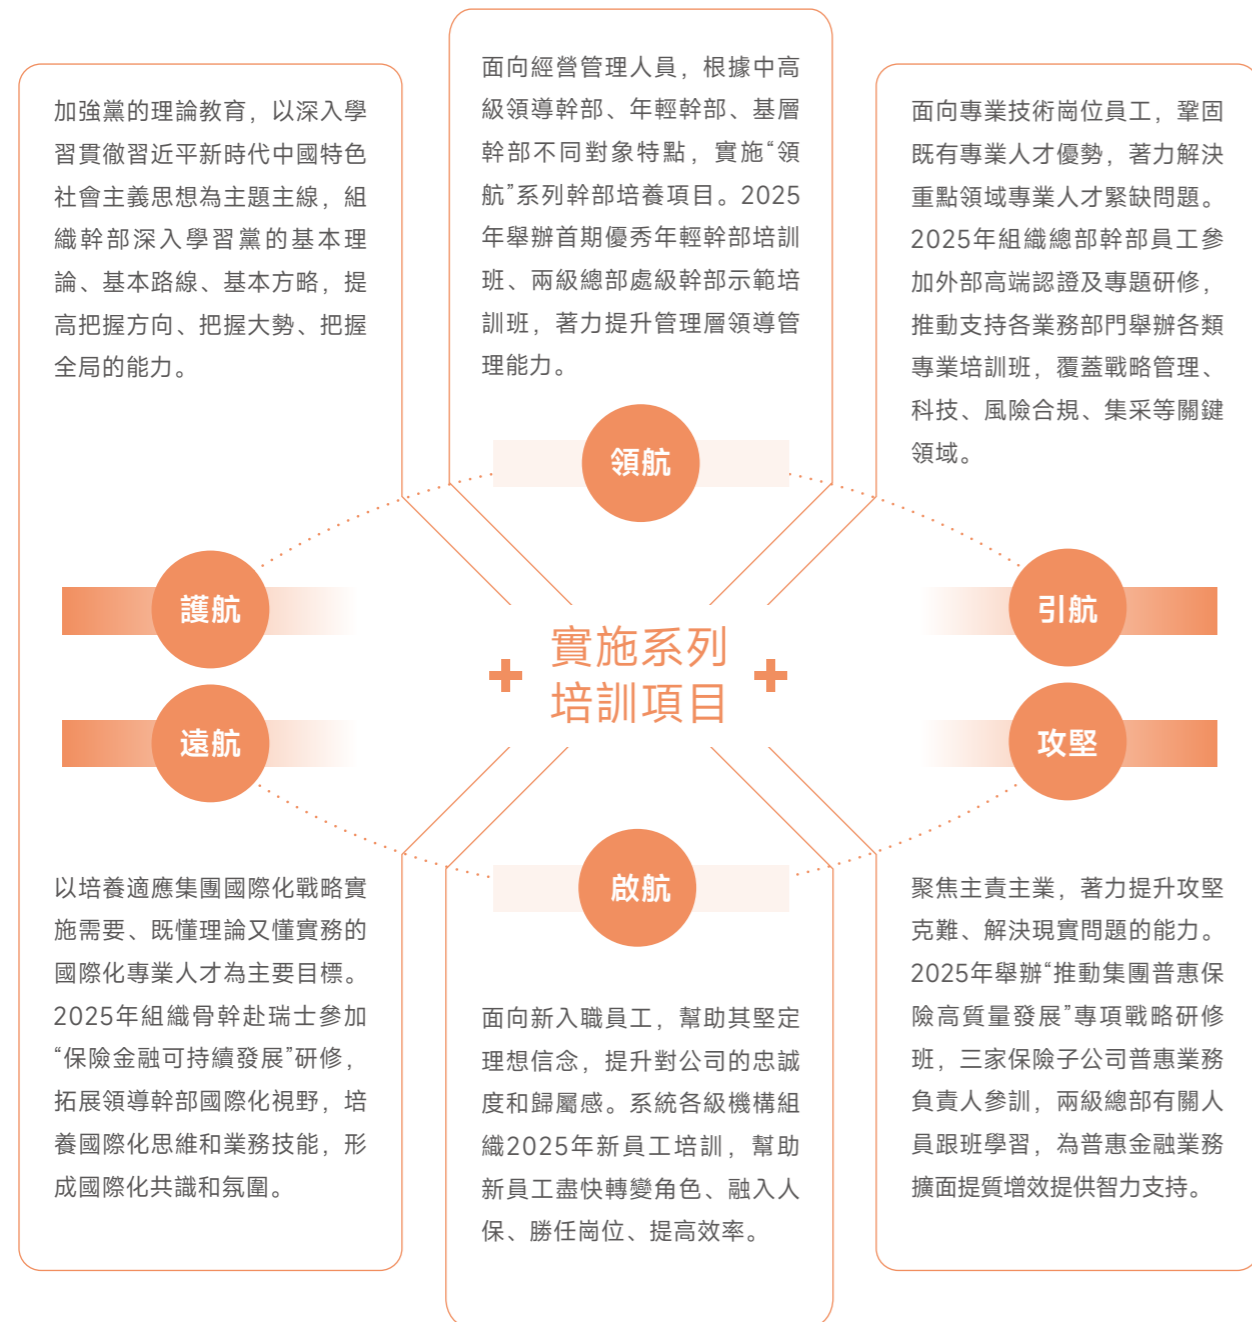 加強黨的理論教育，以深入學
習貫徹習近平新時代中國特色
社會主義思想為主題主線，組
織幹部深入學習黨的基本理
論、基本路線、基本方略，提
高把握方向、把握大勢、把握
全局的能力。
護航
面向經營管理人員，根據中高
級領導幹部、年輕幹部、基層
幹部不同對象特點，實施“領
航”系列幹部培養項目。2025
年舉辦首期優秀年輕幹部培訓
班、兩級總部處級幹部示範培
訓班，著力提升管理層領導管
理能力。
領航
面向專業技術崗位員工，鞏固
既有專業人才優勢，著力解決
重點領域專業人才緊缺問題。
2025年組織總部幹部員工參
加外部高端認證及專題研修，
推動支持各業務部門舉辦各類
專業培訓班，覆蓋戰略管理、
科技、風險合規、集采等關鍵
領域。
引航
實施系列
培訓項目
遠航
以培養適應集團國際化戰略實
施需要、既懂理論又懂實務的
國際化專業人才為主要目標。
2025年組織骨幹赴瑞士參加
“保險金融可持續發展”研修，
拓展領導幹部國際化視野，培
養國際化思維和業務技能，形
成國際化共識和氛圍。
啟航
面向新入職員工，幫助其堅定
理想信念，提升對公司的忠誠
度和歸屬感。系統各級機構組
織2025年新員工培訓，幫助
新員工盡快轉變角色、融入人
保、勝任崗位、提高效率。
攻堅
聚焦主責主業，著力提升攻堅
克難、解決現實問題的能力。
2025年舉辦“推動集團普惠保
險高質量發展”專項戰略研修
班，三家保險子公司普惠業務
負責人參訓，兩級總部有關人
員跟班學習，為普惠金融業務
擴面提質增效提供智力支持。